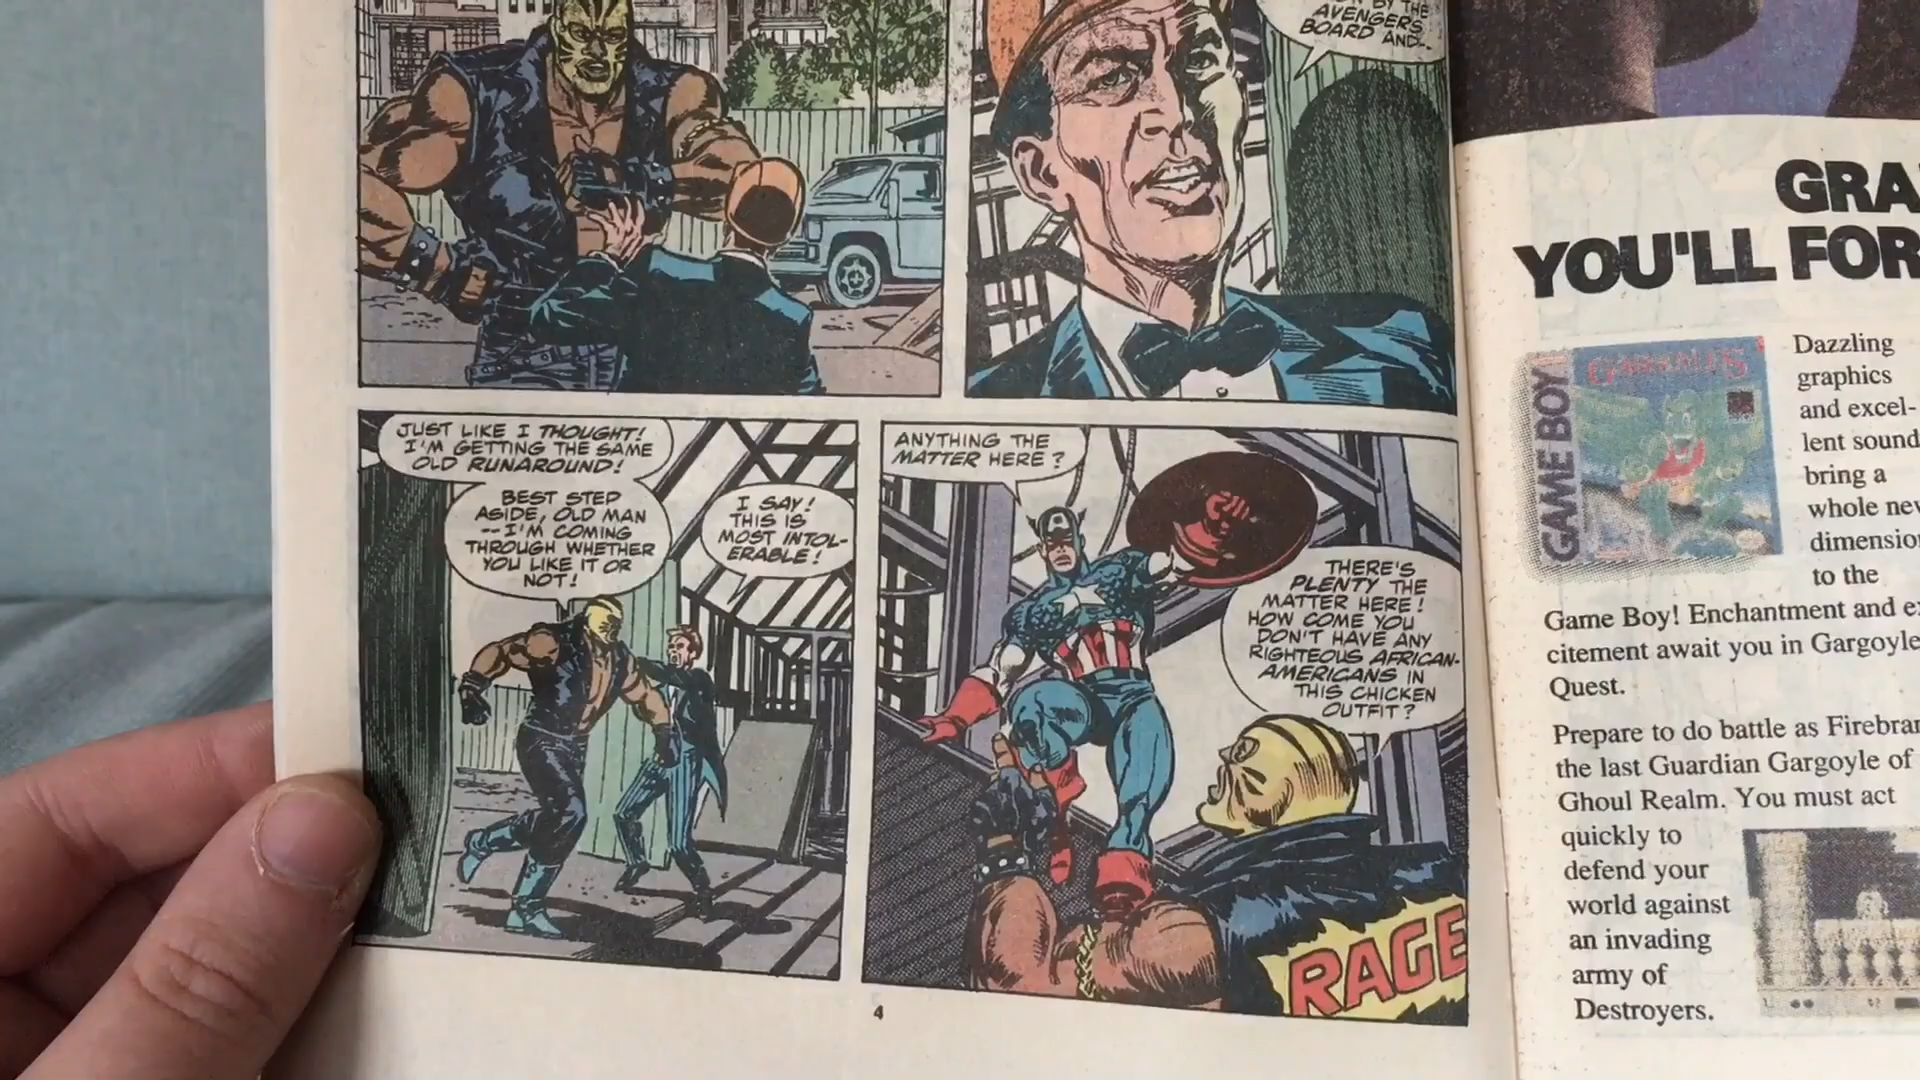 BY THE
AVENGERS
BOARD AND..
JUST LIKE I THOUGHT!
I'M GETTING THE SAME
OLD RUNAROUND!
BEST STEP
ASIDE, OLD MAN
--I'M COMING
THROUGH WHETHER
YOU LIKE IT OR
NOT!
I SAY!
THIS IS
MOST INTOL-
ERABLE!
ANYTHING THE
MATTER HERE?
THERE'S
PLENTY THE
MATTER HERE!
HOW COME YOU
DON'T HAVE ANY
RIGHTEOUS AFRICAN-
AMERICANS IN
THIS CHICKEN
OUTFIT?
RAGE
4
GRA
YOU'LL FOR
GAME BOY
Dazzling
graphics
and excel-
lent sound
bring a
whole new
dimension
to the
Game Boy! Enchantment and ex
citement await you in Gargoyle
Quest.
Prepare to do battle as Firebran
the last Guardian Gargoyle of
Ghoul Realm. You must act
quickly to
defend your
world against
an invading
army of
Destroyers.